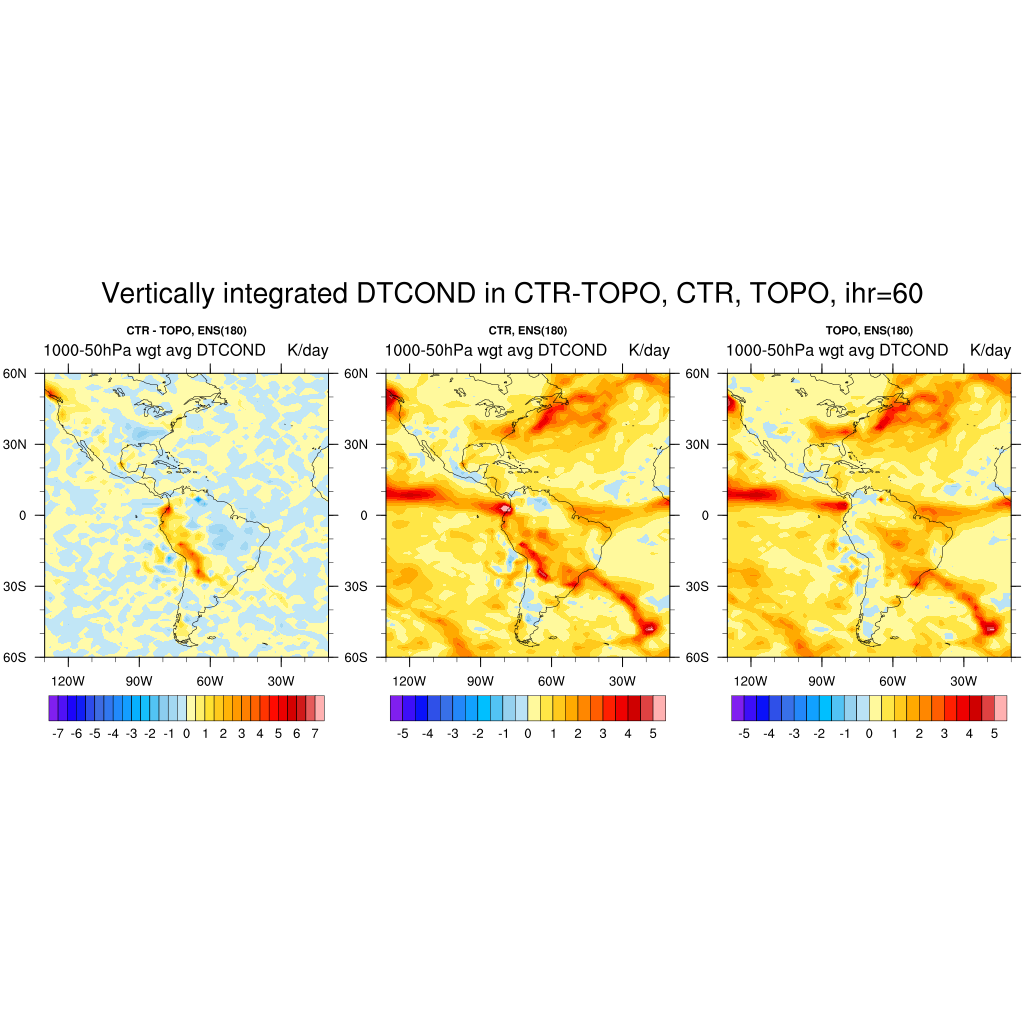 Vertically integrated DTCOND in CTR-TOPO, CTR, TOPO, ihr=60
CTR - TOPO, ENS(180)
1000-50hPa wgt avg DTCOND K/day
60N
30N
0
30S
60S
120W 90W 60W 30W
-7 -6 -5 -4 -3 -2 -1 0 1 2 3 4 5 6 7
CTR, ENS(180)
1000-50hPa wgt avg DTCOND K/day
60N
30N
0
30S
60S
120W 90W 60W 30W
-5 -4 -3 -2 -1 0 1 2 3 4 5
TOPO, ENS(180)
1000-50hPa wgt avg DTCOND K/day
60N
30N
0
30S
60S
120W 90W 60W 30W
-5 -4 -3 -2 -1 0 1 2 3 4 5